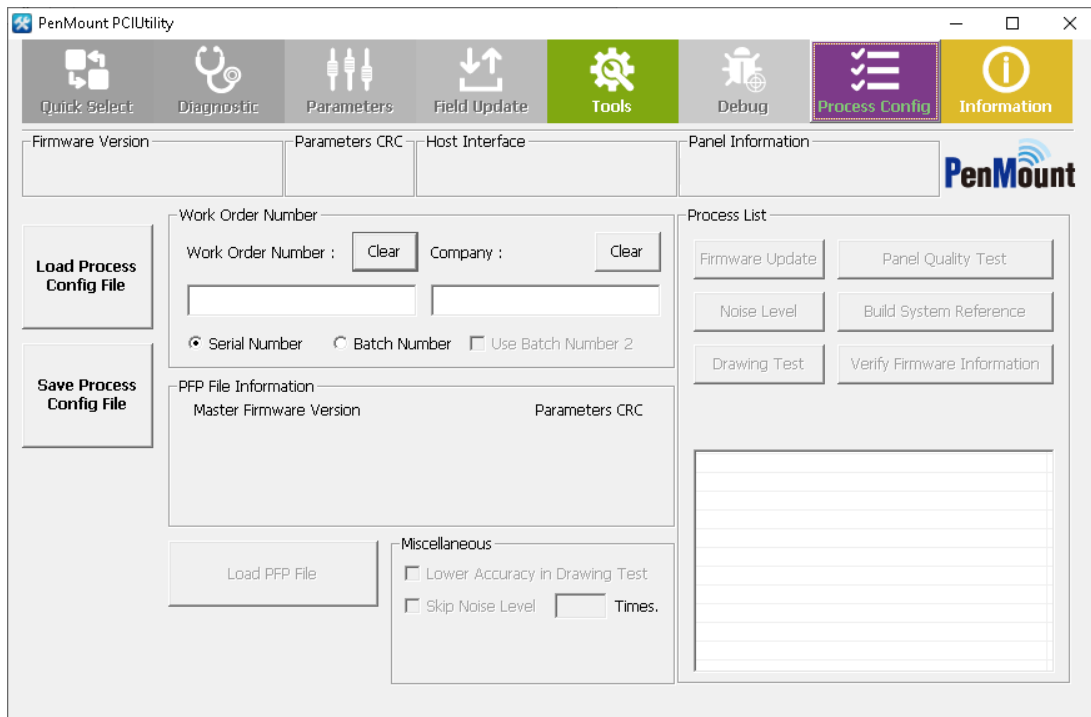 PenMount PCIUtility
Quick Select
Diagnostic
Parameters
Field Update
Tools
Debug
Process Config
Information
Firmware Version
Parameters CRC
Host Interface
Panel Information
PenMount
Load Process
Config File
Save Process
Config File
Work Order Number
Work Order Number :
Clear
Company :
Clear
Serial Number
Batch Number
Use Batch Number 2
PFP File Information
Master Firmware Version
Parameters CRC
Load PFP File
Miscellaneous
Lower Accuracy in Drawing Test
Skip Noise Level
Times.
Process List
Firmware Update
Panel Quality Test
Noise Level
Build System Reference
Drawing Test
Verify Firmware Information